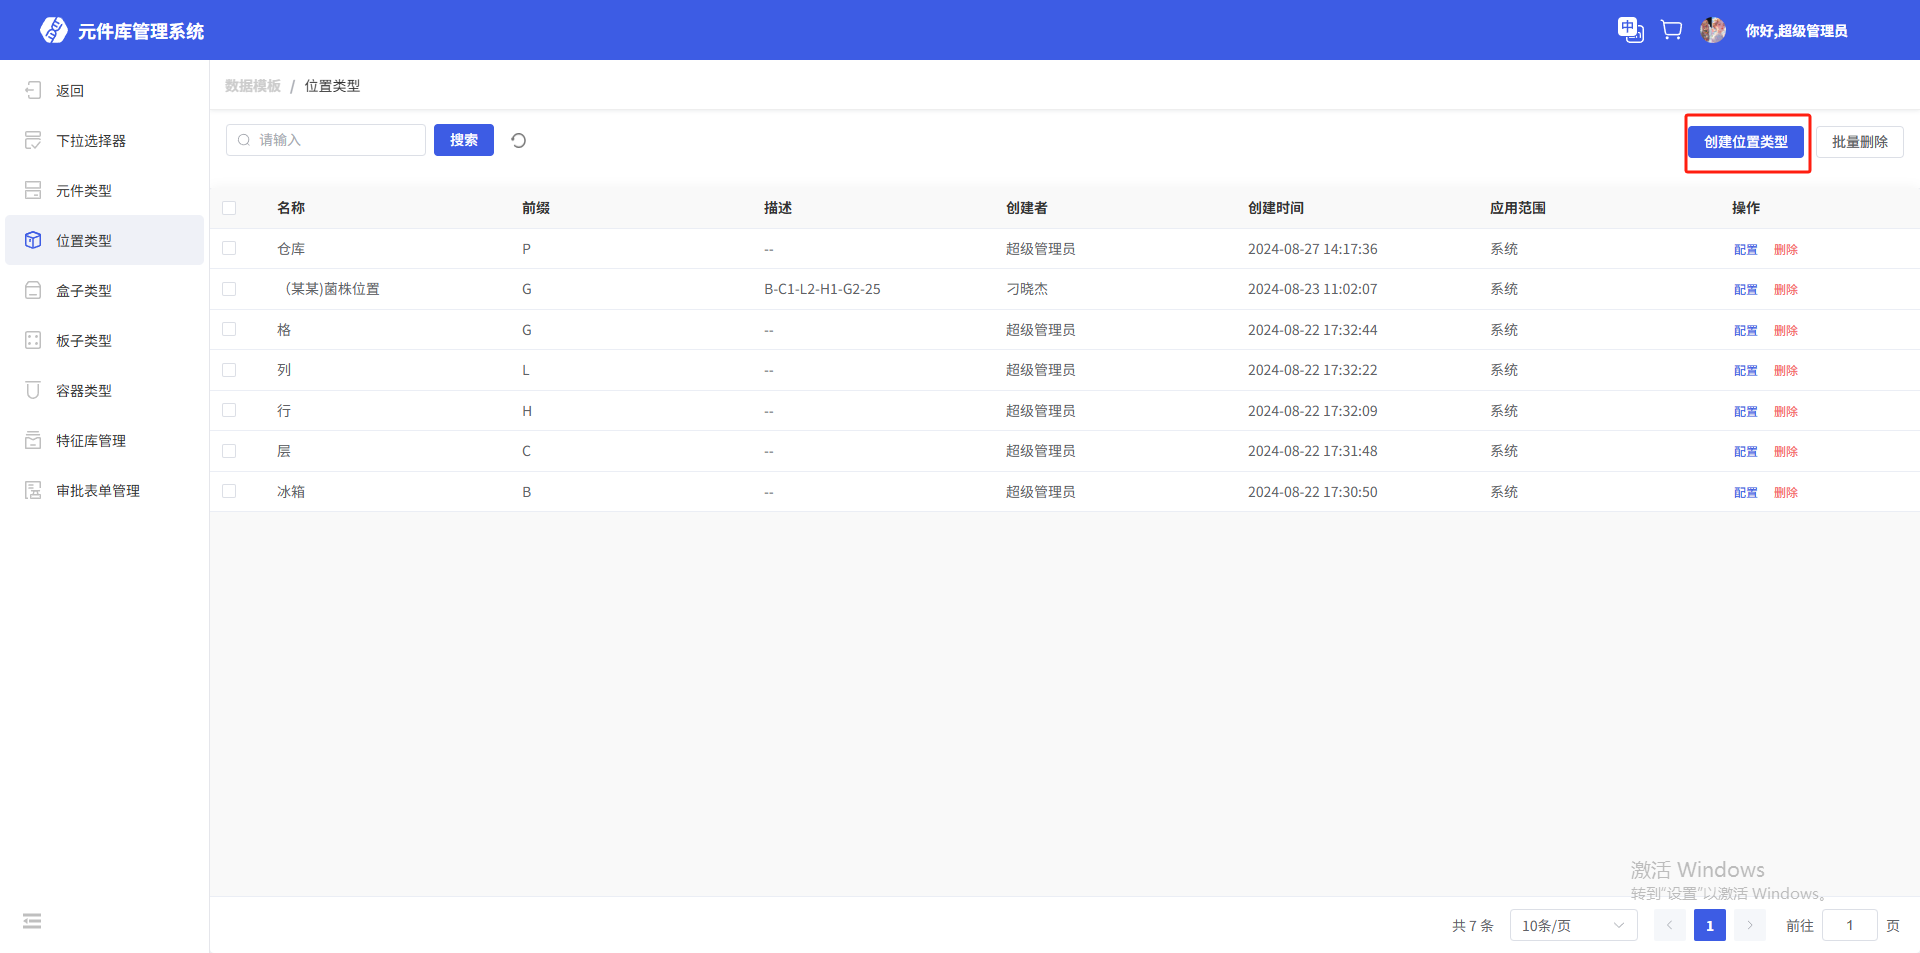 元件库管理系统
中
你好,超级管理员
返回
下拉选择器
元件类型
位置类型
盒子类型
板子类型
容器类型
特征库管理
审批表单管理
数据模板 / 位置类型
请输入 搜索 创建位置类型 批量删除
名称 前缀 描述 创建者 创建时间 应用范围 操作
仓库 P -- 超级管理员 2024-08-27 14:17:36 系统 配置 删除
（某某)菌株位置 G B-C1-L2-H1-G2-25 刁晓杰 2024-08-23 11:02:07 系统 配置 删除
格 G -- 超级管理员 2024-08-22 17:32:44 系统 配置 删除
列 L -- 超级管理员 2024-08-22 17:32:22 系统 配置 删除
行 H -- 超级管理员 2024-08-22 17:32:09 系统 配置 删除
层 C -- 超级管理员 2024-08-22 17:31:48 系统 配置 删除
冰箱 B -- 超级管理员 2024-08-22 17:30:50 系统 配置 删除
激活 Windows
转到"设置"以激活 Windows。
共 7 条 10条/页 1 前往 1 页